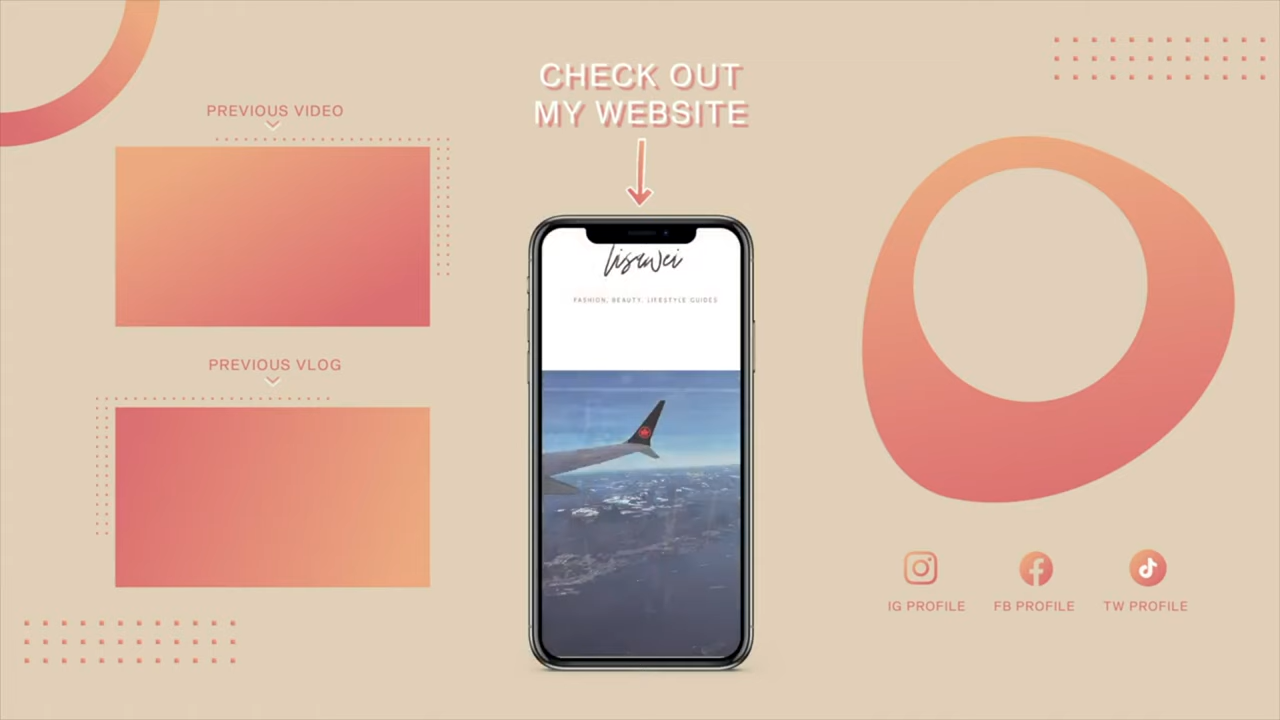 CHECK OUT
MY WEBSITE
PREVIOUS VIDEO
PREVIOUS VLOG
lisawei
FASHION, BEAUTY, LIFESTYLE GUIDES
IG PROFILE
FB PROFILE
TW PROFILE